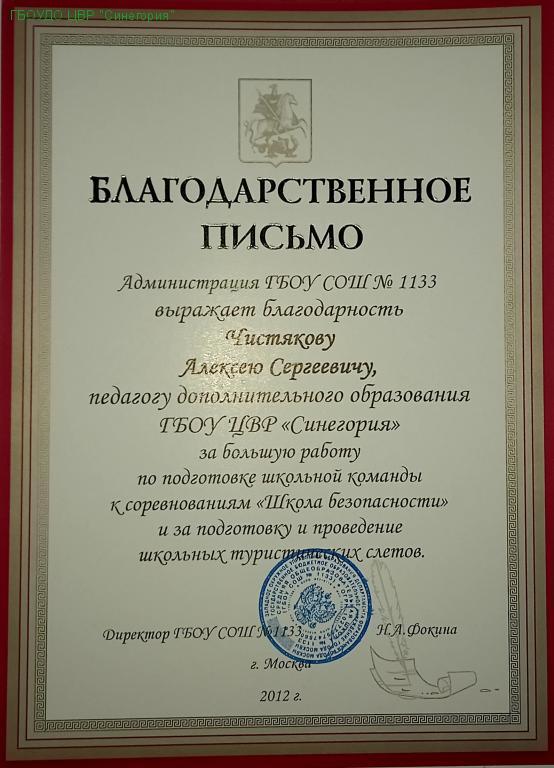 ГБОУДО ЦВР "Синегория"
БЛАГОДАРСТВЕННОЕ
ПИСЬМО
Администрация ГБОУ СОШ № 1133
выражает благодарность
Чистякову
Алексею Сергеевичу,
педагогу дополнительного образования
ГБОУ ЦВР «Синегория»
за большую работу
по подготовке школьной команды
к соревнованиям «Школа безопасности»
и за подготовку и проведение
школьных туристических слетов.
Директор ГБОУ СОШ №1133
Н.А.Фокина
г. Москва
2012 г.